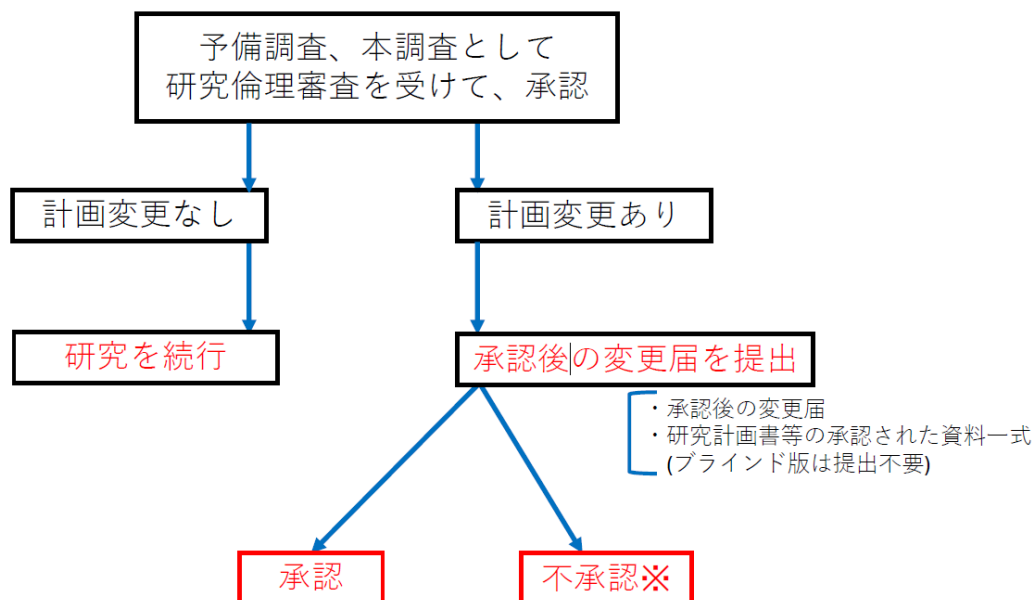 予備調査、本調査として
研究倫理審査を受けて、承認
計画変更なし
計画変更あり
研究を続行
承認後の変更届を提出
・承認後の変更届
・研究計画書等の承認された資料一式
(ブラインド版は提出不要)
承認
不承認※